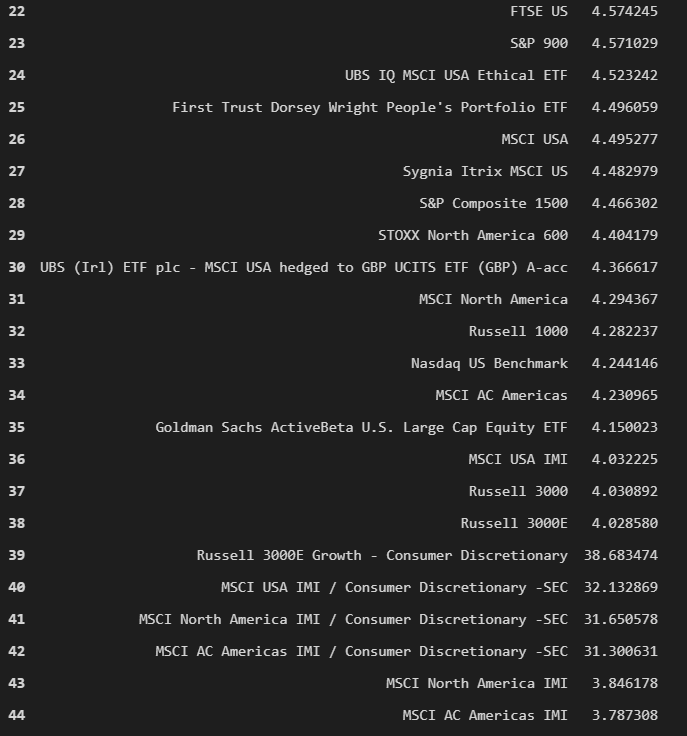 22 FTSE US 4.574245
23 S&P 900 4.571029
24 UBS IQ MSCI USA Ethical ETF 4.523242
25 First Trust Dorsey Wright People's Portfolio ETF 4.496059
26 MSCI USA 4.495277
27 Sygnia Itrix MSCI US 4.482979
28 S&P Composite 1500 4.466302
29 STOXX North America 600 4.404179
30 UBS (Irl) ETF plc - MSCI USA hedged to GBP UCITS ETF (GBP) A-acc 4.366617
31 MSCI North America 4.294367
32 Russell 1000 4.282237
33 Nasdaq US Benchmark 4.244146
34 MSCI AC Americas 4.230965
35 Goldman Sachs ActiveBeta U.S. Large Cap Equity ETF 4.150023
36 MSCI USA IMI 4.032225
37 Russell 3000 4.030892
38 Russell 3000E 4.028580
39 Russell 3000E Growth - Consumer Discretionary 38.683474
40 MSCI USA IMI / Consumer Discretionary -SEC 32.132869
41 MSCI North America IMI / Consumer Discretionary -SEC 31.650578
42 MSCI AC Americas IMI / Consumer Discretionary -SEC 31.300631
43 MSCI North America IMI 3.846178
44 MSCI AC Americas IMI 3.787308